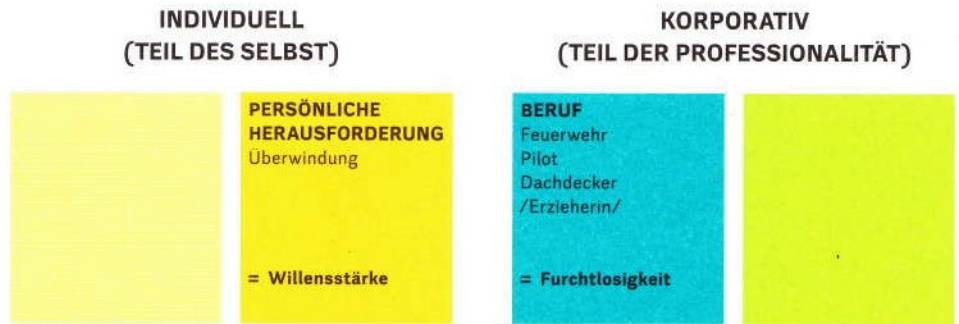 INDIVIDUELL
(TEIL DES SELBST)
KORPORATIV
(TEIL DER PROFESSIONALITÄT)
PERSÖNLICHE
HERAUSFORDERUNG
Überwindung
= Willensstärke
BERUF
Feuerwehr
Pilot
Dachdecker
/Erzieherin/
= Furchtlosigkeit